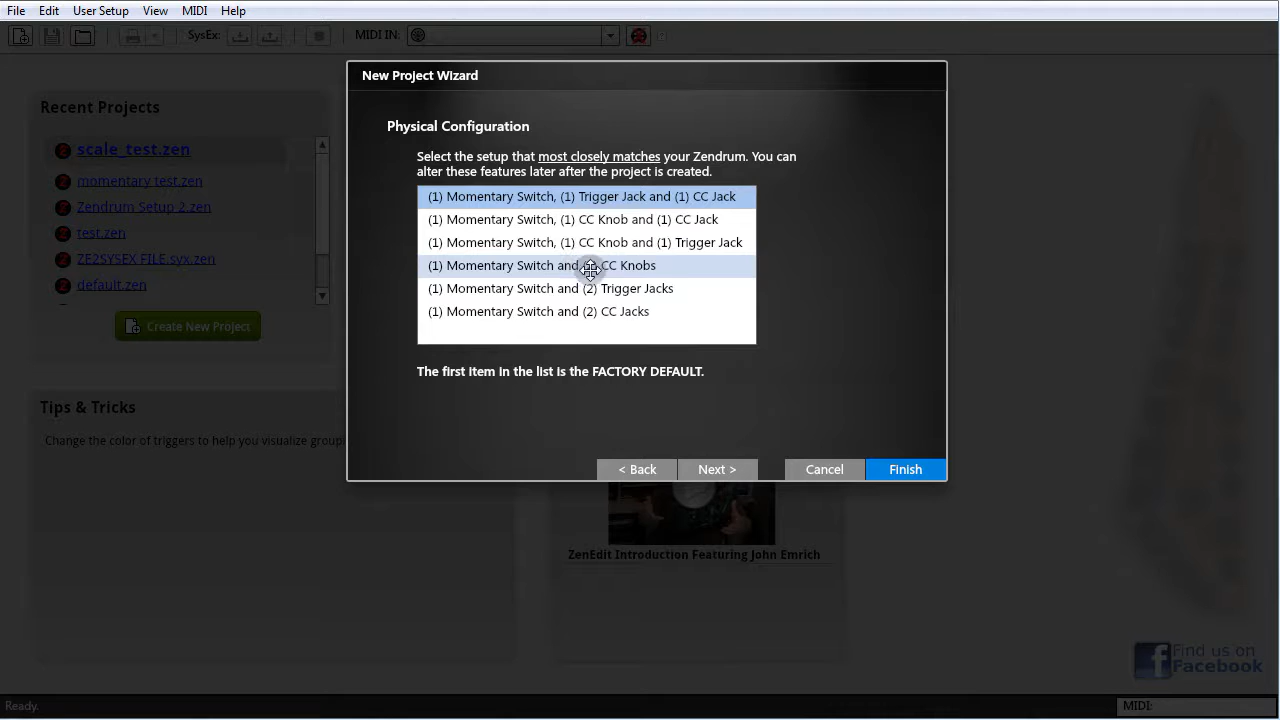 File Edit User Setup View MIDI Help
SysEx: MIDI IN:
New Project Wizard
Physical Configuration
Select the setup that most closely matches your Zendrum. You can
alter these features later after the project is created.
(1) Momentary Switch, (1) Trigger Jack and (1) CC Jack
(1) Momentary Switch, (1) CC Knob and (1) CC Jack
(1) Momentary Switch, (1) CC Knob and (1) Trigger Jack
(1) Momentary Switch and CC Knobs
(1) Momentary Switch and (2) Trigger Jacks
(1) Momentary Switch and (2) CC Jacks
The first item in the list is the FACTORY DEFAULT.
< Back Next > Cancel Finish
Recent Projects
scale_test.zen
momentary test.zen
Zendrum Setup 2.zen
test.zen
ZE2SYSEX FILE.syx.zen
default.zen
Create New Project
Tips & Tricks
Change the color of triggers to help you visualize
ZenEdit Introduction Featuring John Emrich
Find us on
Facebook
Ready. MIDI: